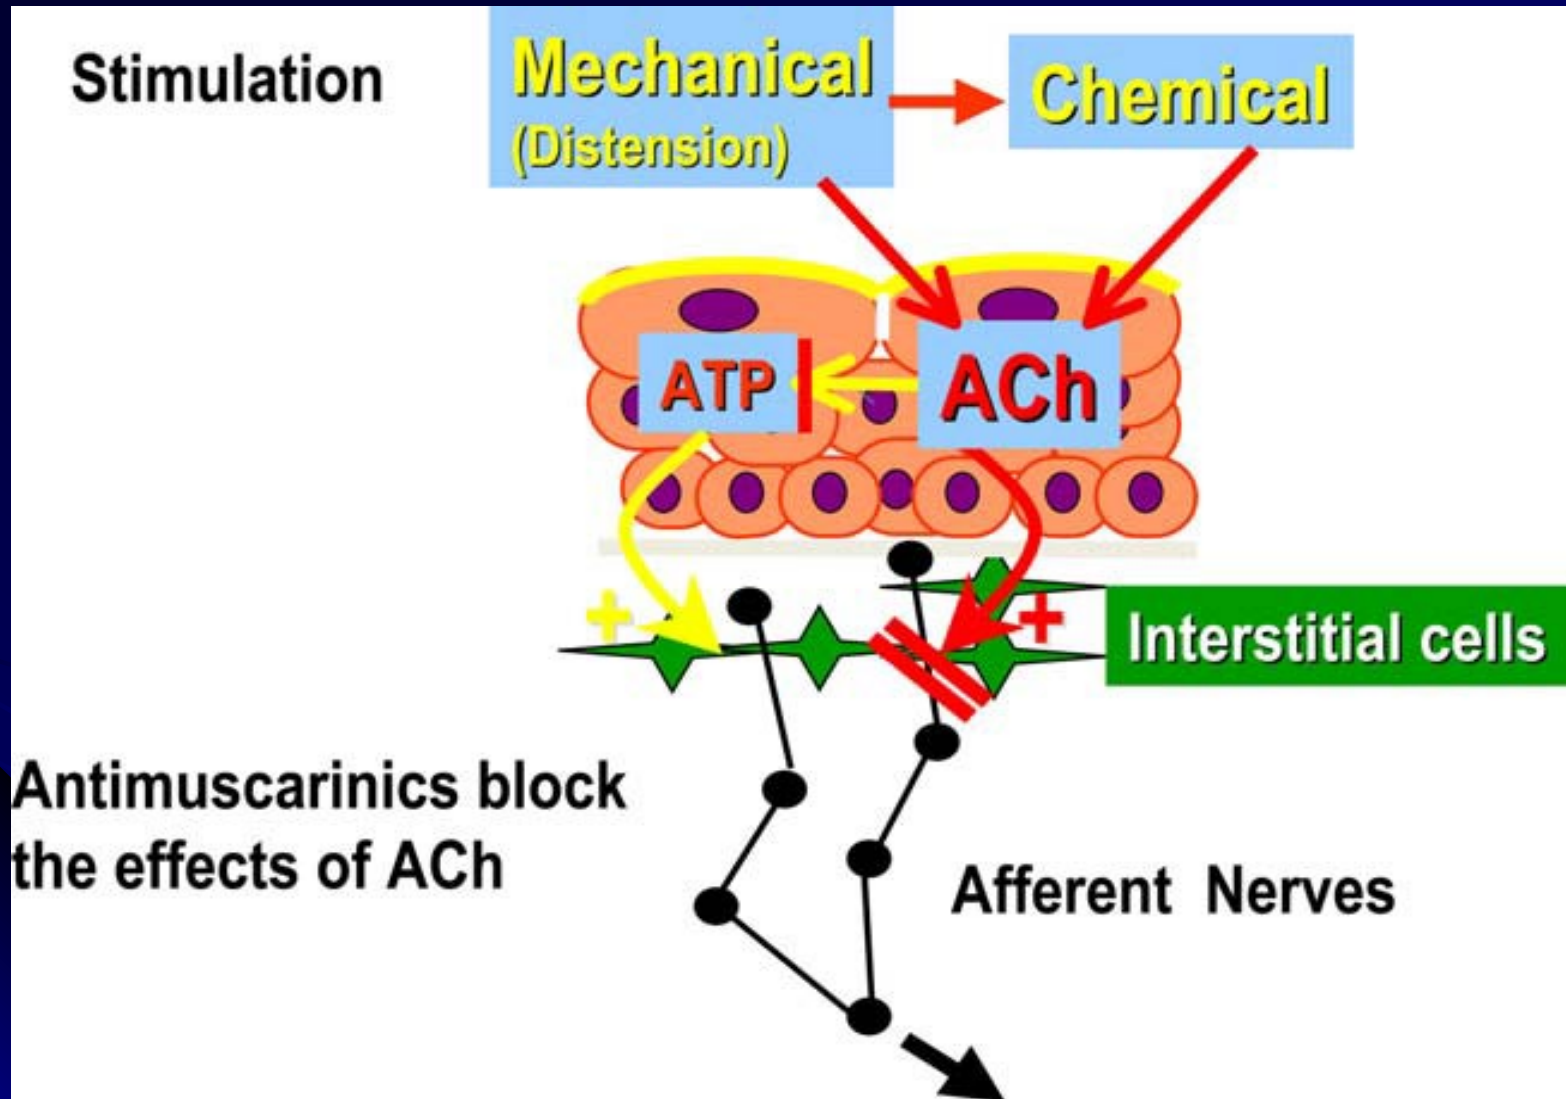 Stimulation
Mechanical
(Distension)
Chemical
ATP
ACh
+
+
Interstitial cells
Antimuscarinics block
the effects of ACh
Afferent Nerves